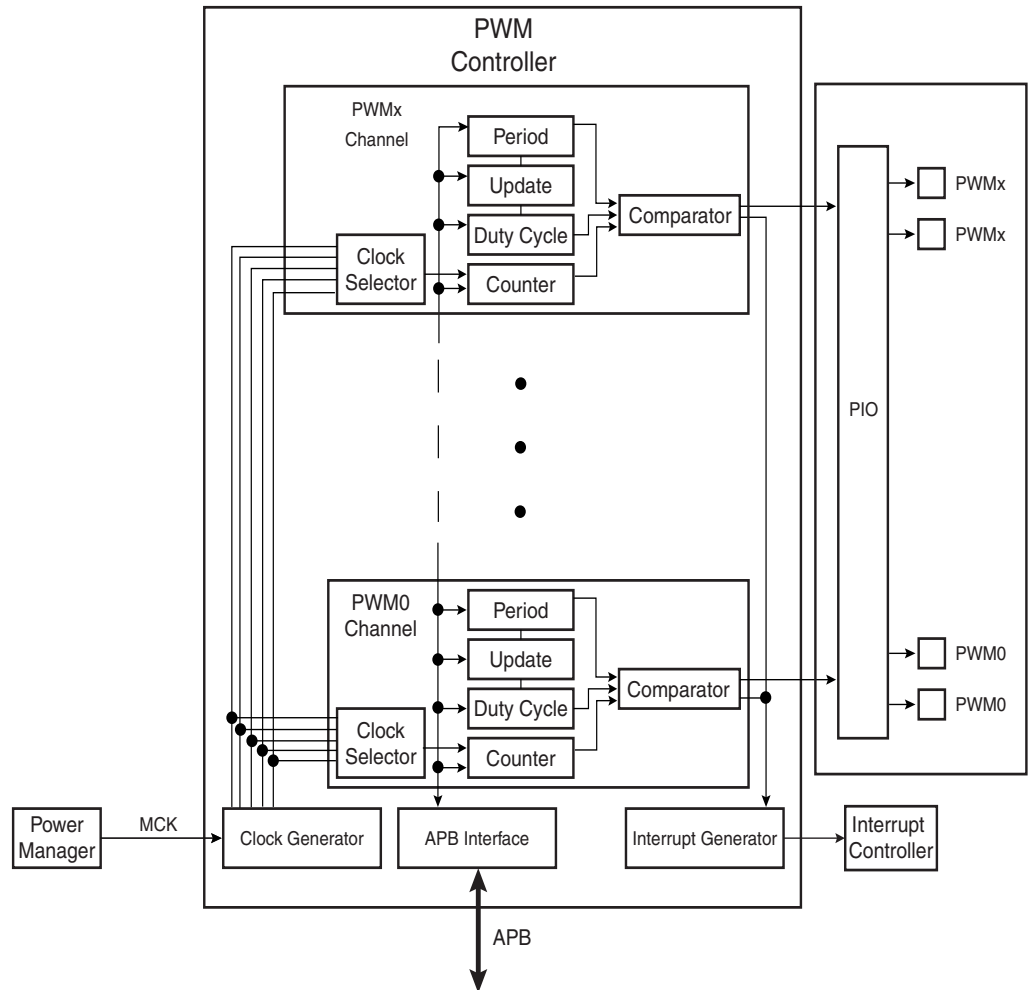 PWM
Controller
PWMx
Channel
Period
Update
Duty Cycle
Counter
Clock
Selector
Comparator
PIO
PWMx
PWMx
PWM0
Channel
Period
Update
Duty Cycle
Counter
Clock
Selector
Comparator
PWM0
PWM0
Power
Manager
MCK
Clock Generator
APB Interface
Interrupt Generator
Interrupt
Controller
APB